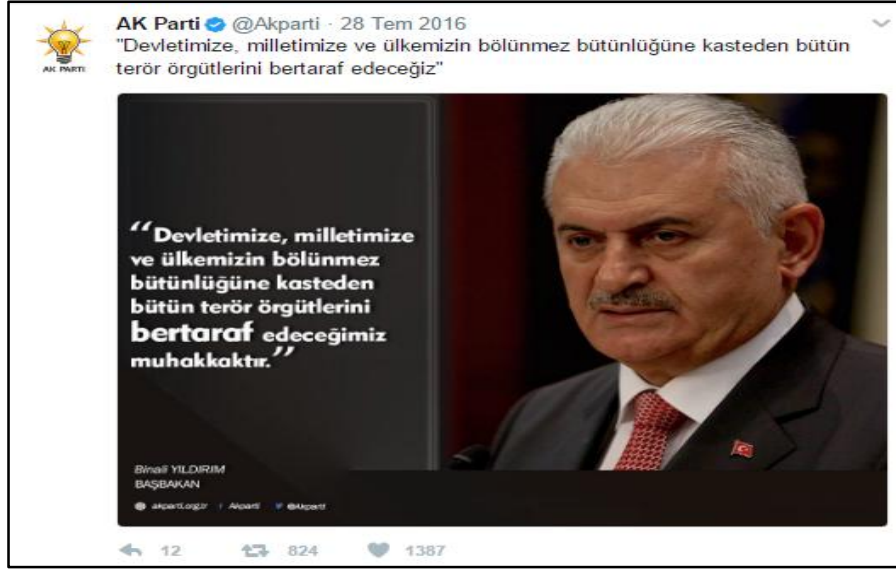 AK Parti @Akparti · 28 Tem 2016
"Devletimize, milletimize ve ülkemizin bölünmez bütünlüğüne kasteden bütün
terör örgütlerini bertaraf edeceğiz"
AK PARTİ
“Devletimize, milletimize
ve ülkemizin bölünmez
bütünlüğüne kasteden
bütün terör örgütlerini
bertaraf edeceğimiz
muhakkaktır.”
Binali YILDIRIM
BAŞBAKAN
akparti.org.tr / Akparti @Akparti
12 824 1387